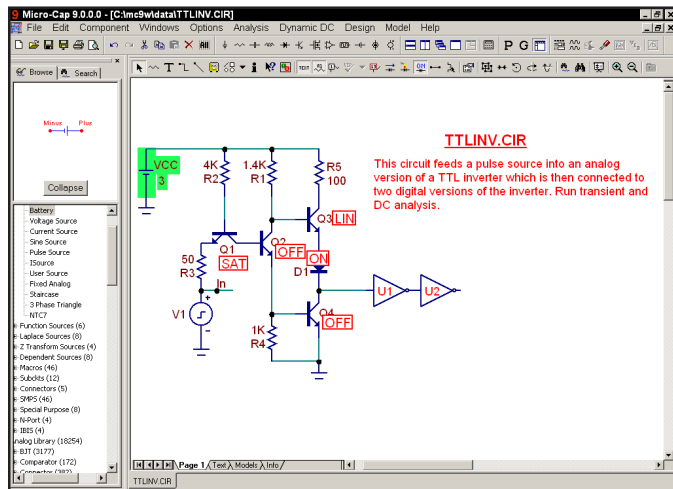 Micro-Cap 9.0.0.0 - [C:\mc9w\data\TTLINV.CIR]
File Edit Component Windows Options Analysis Dynamic DC Design Model Help
All P G
Browse Search
TEXT ON
Minus Plus
Collapse
Battery
Voltage Source
Current Source
Sine Source
Pulse Source
ISource
User Source
Fixed Analog
Staircase
3 Phase Triangle
NTC7
Function Sources (6)
Laplace Sources (8)
Z Transform Sources (4)
Dependent Sources (8)
Macros (46)
Subckts (12)
Connectors (5)
SMPS (46)
Special Purpose (8)
N-Port (4)
IBIS (4)
Analog Library (18254)
BJT (3177)
Comparator (172)
Connector (382)
TTLINV.CIR
This circuit feeds a pulse source into an analog
version of a TTL inverter which is then connected to
two digital versions of the inverter. Run transient and
DC analysis.
VCC
3
4K
R2
1.4K
R1
R5
100
Q3
LIN
Q2
OFF
ON
Q1
SAT
50
R3
D1
In
V1
U1
U2
Q4
OFF
1K
R4
Page 1 Text Models Info
TTLINV.CIR